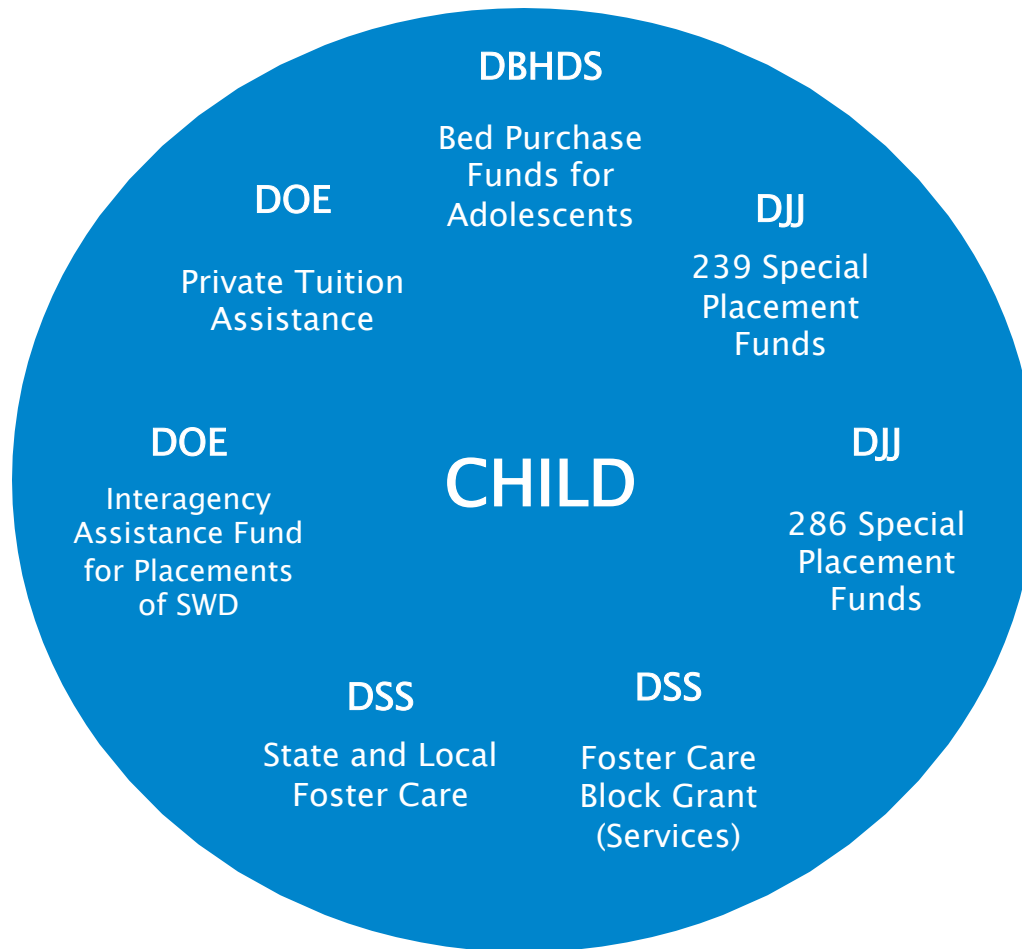 DBHDS
Bed Purchase
Funds for
Adolescents
DOE
Private Tuition
Assistance
DJJ
239 Special
Placement
Funds
DOE
Interagency
Assistance Fund
for Placements
of SWD
CHILD
DJJ
286 Special
Placement
Funds
DSS
State and Local
Foster Care
DSS
Foster Care
Block Grant
(Services)